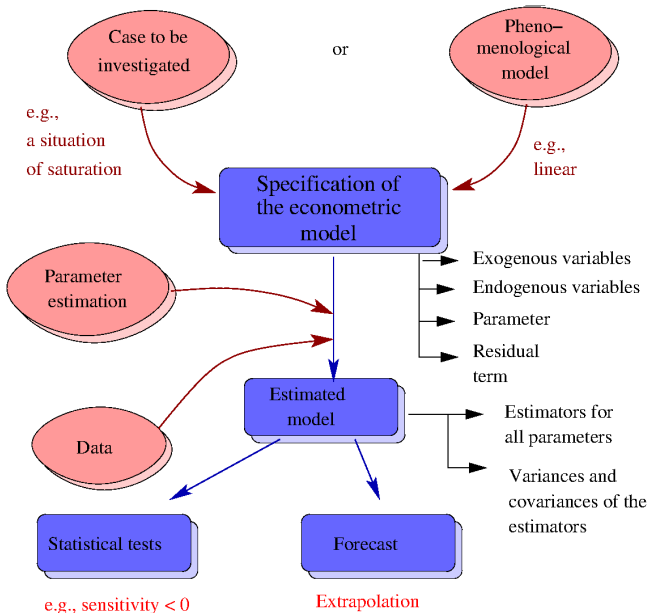 Case to be
investigated
or
Pheno-
menological
model
e.g.,
a situation
of saturation
e.g.,
linear
Specification of
the econometric
model
Exogenous variables
Endogenous variables
Parameter
Residual
term
Parameter
estimation
Estimated
model
Estimators for
all parameters
Variances and
covariances of the
estimators
Data
Statistical tests
Forecast
e.g., sensitivity < 0
Extrapolation